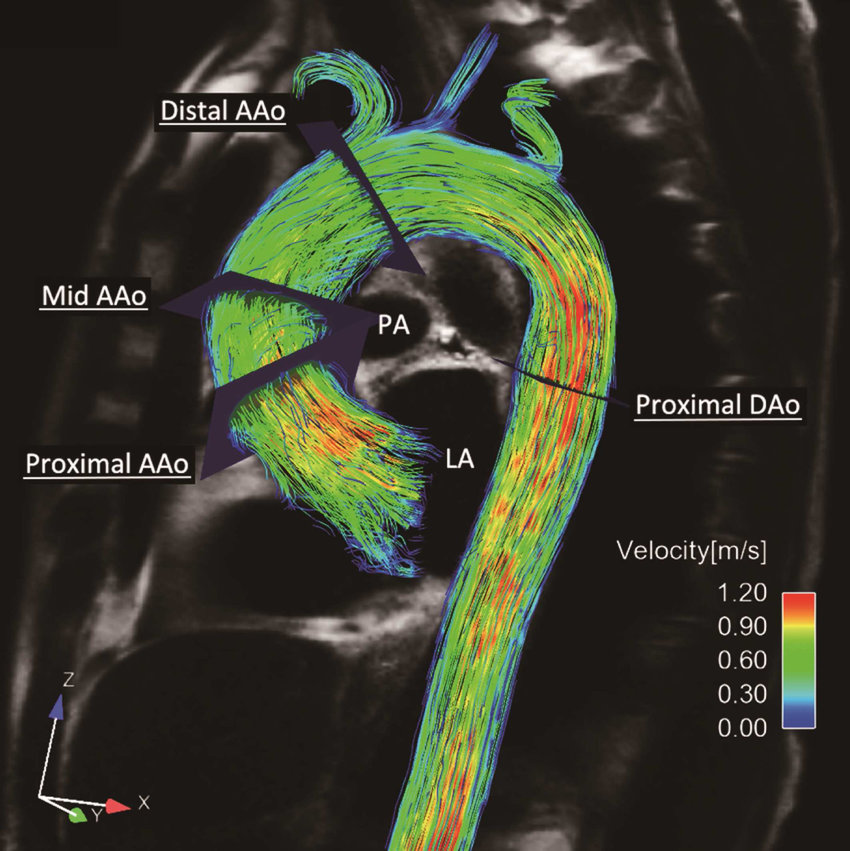 Distal AAo
Mid AAo
PA
Proximal DAo
LA
Proximal AAo
Velocity[m/s]
1.20
0.90
0.60
0.30
0.00
Z
X
Y